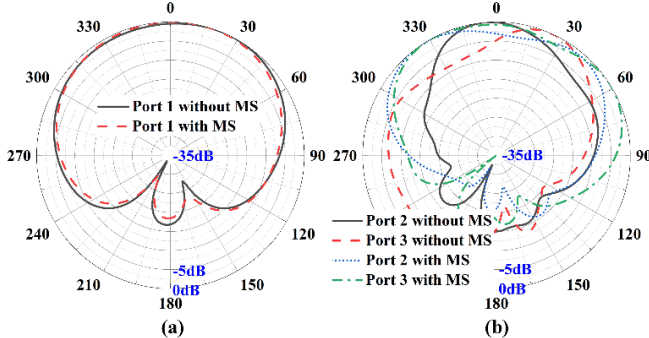 0
330
30
300
60
Port 1 without MS
Port 1 with MS
270
-35dB
240
120
-5dB
210
150
0dB
180
(a)
0
330
30
300
60
-35dB
90
Port 2 without MS
Port 3 without MS
Port 2 with MS
Port 3 with MS
120
-5dB
0dB
150
180
(b)